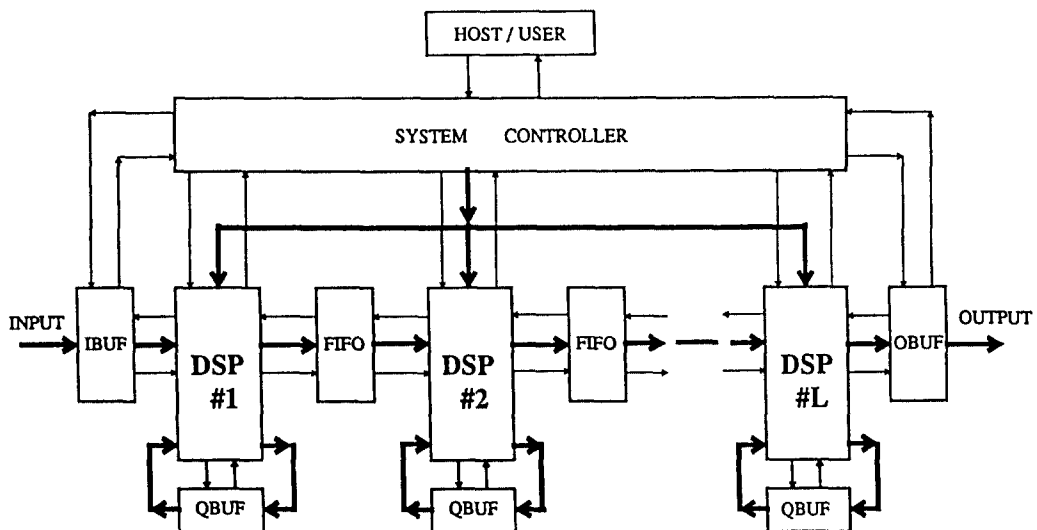 HOST / USER
SYSTEM CONTROLLER
INPUT
IBUF
DSP
#1
FIFO
DSP
#2
FIFO
DSP
#L
OBUF
OUTPUT
QBUF
QBUF
QBUF